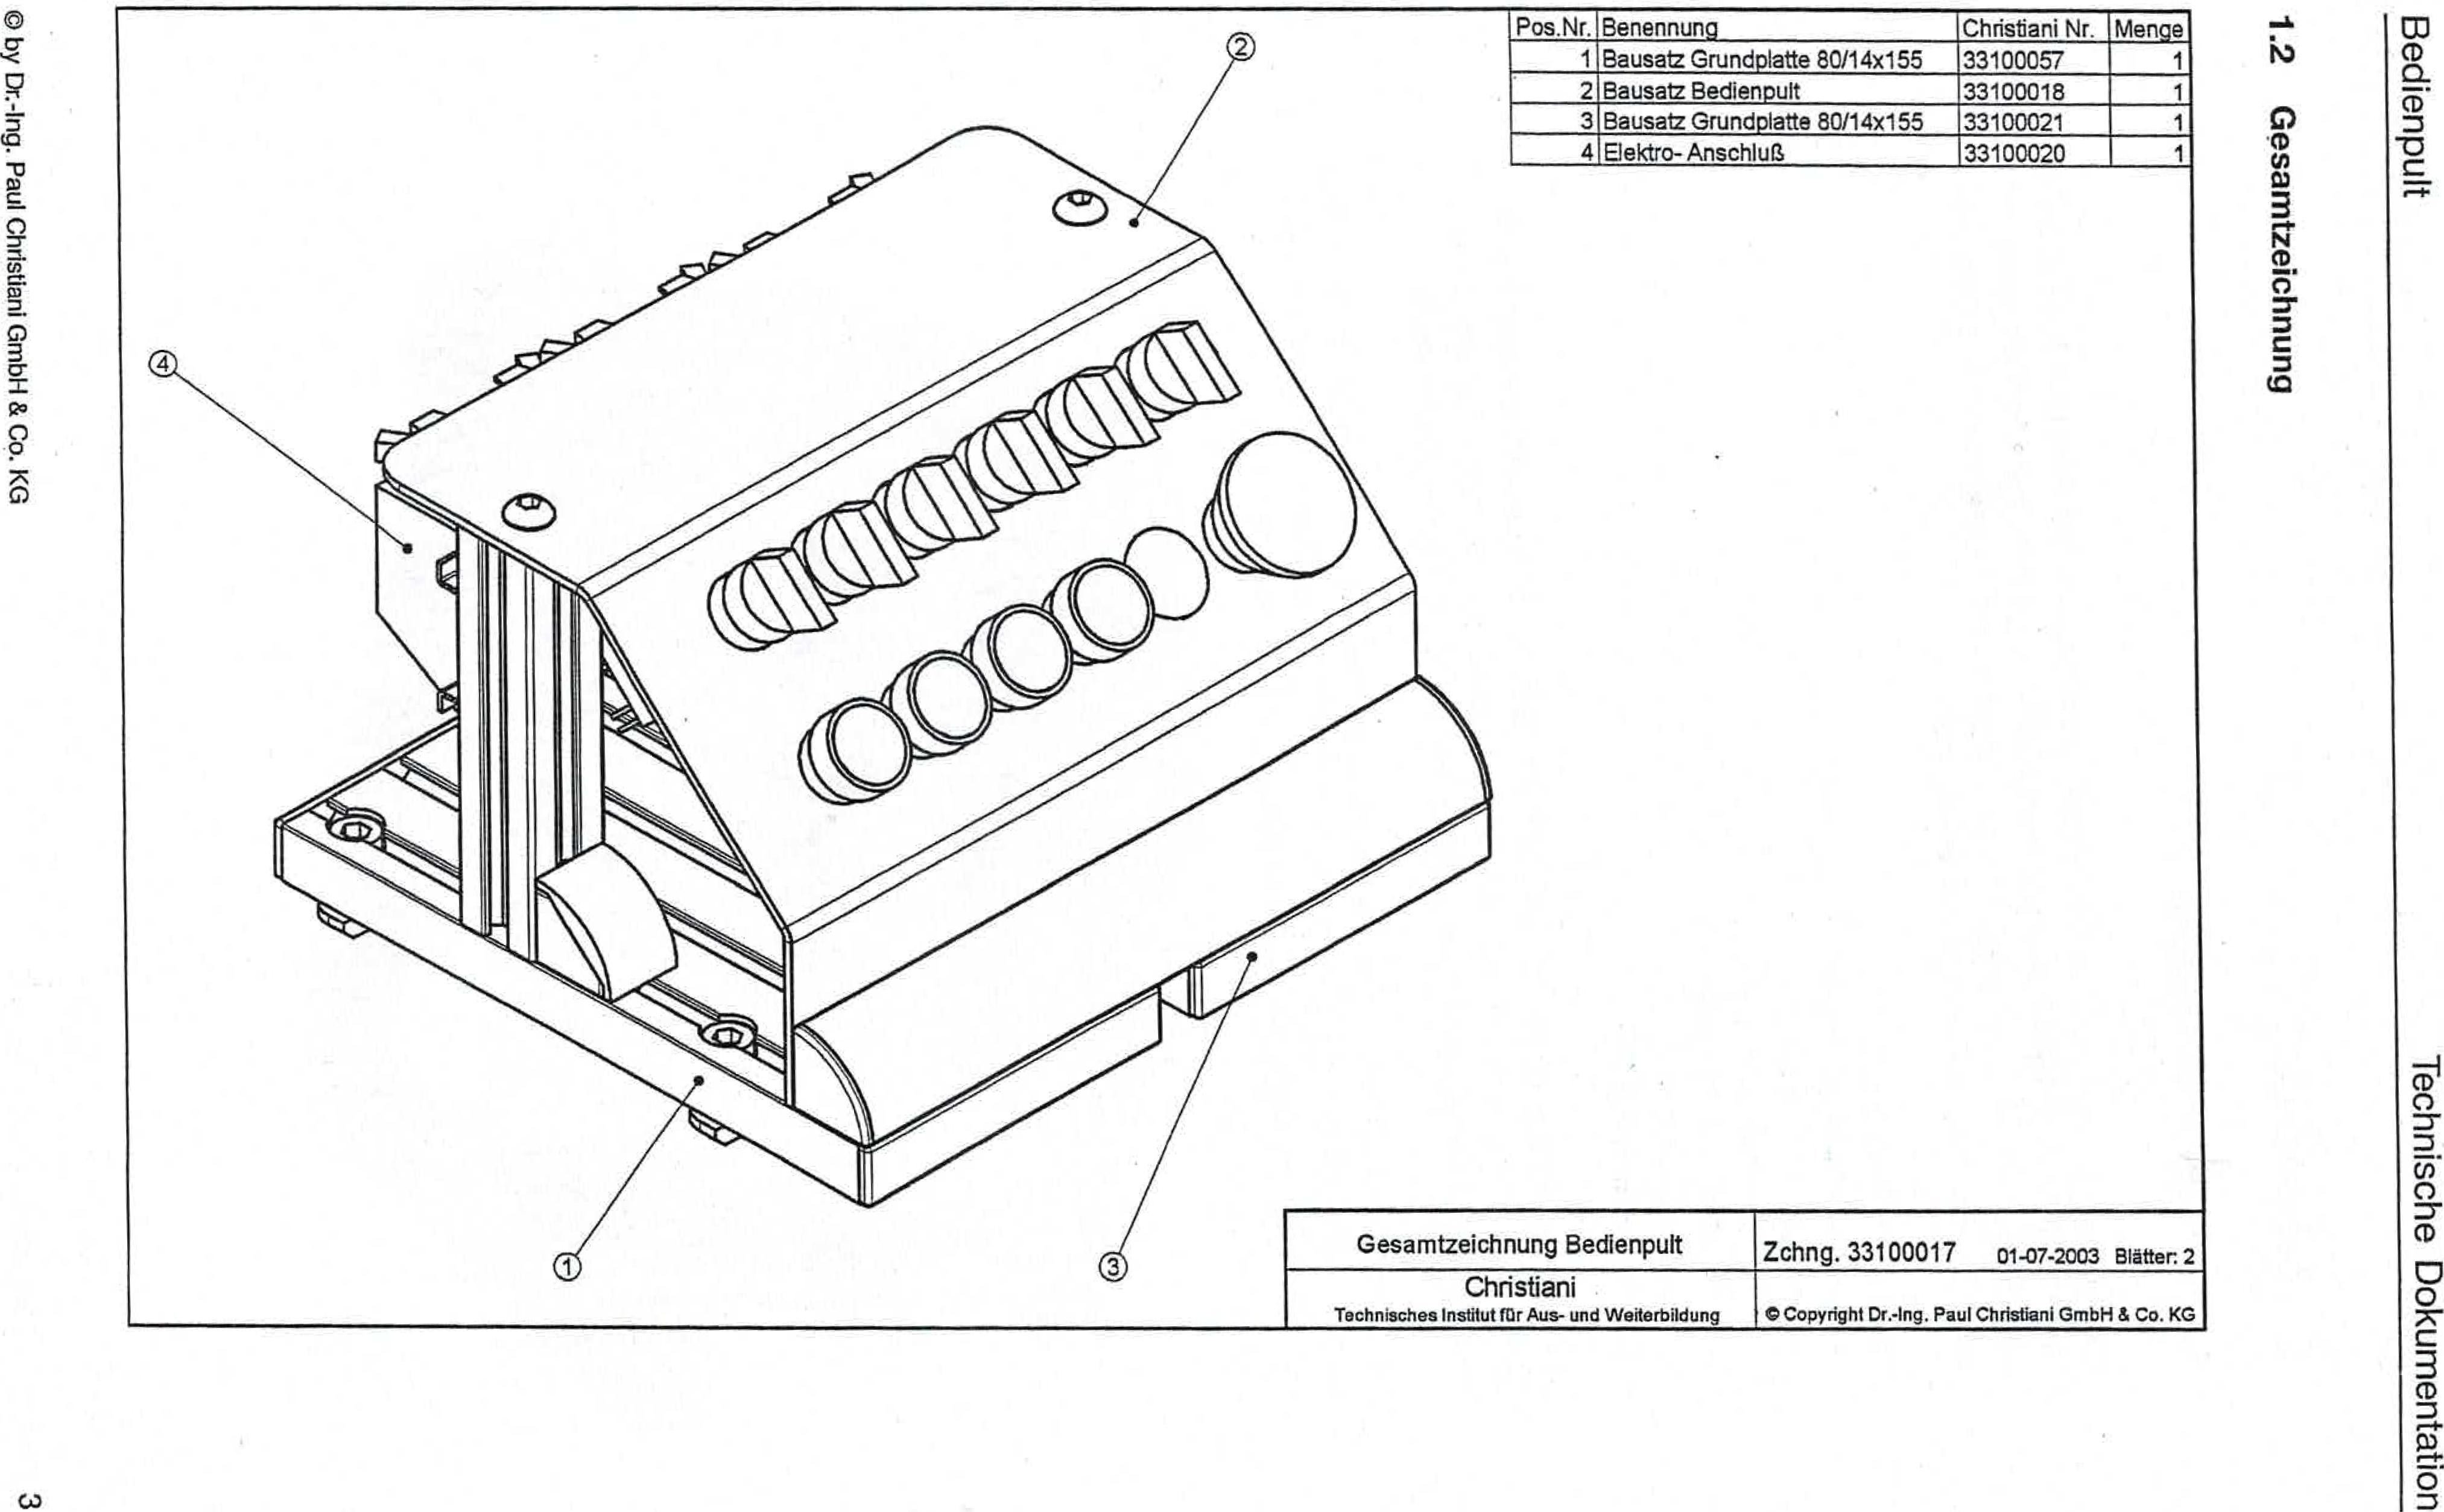 Bedienpult
Technische Dokumentation
1.2 Gesamtzeichnung
Pos.Nr. Benennung Christiani Nr. Menge
1 Bausatz Grundplatte 80/14x155 33100057 1
2 Bausatz Bedienpult 33100018 1
3 Bausatz Grundplatte 80/14x155 33100021 1
4 Elektro- Anschluß 33100020 1
2
4
1
3
Gesamtzeichnung Bedienpult
Zchng. 33100017 01-07-2003 Blätter: 2
Christiani
Technisches Institut für Aus- und Weiterbildung
© Copyright Dr.-Ing. Paul Christiani GmbH & Co. KG
© by Dr.-Ing. Paul Christiani GmbH & Co. KG
3